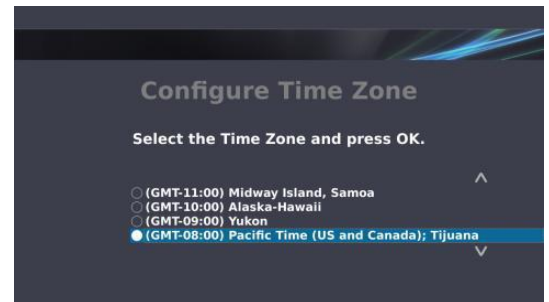 Configure Time Zone
Select the Time Zone and press OK.
(GMT-11:00) Midway Island, Samoa
(GMT-10:00) Alaska-Hawaii
(GMT-09:00) Yukon
(GMT-08:00) Pacific Time (US and Canada); Tijuana